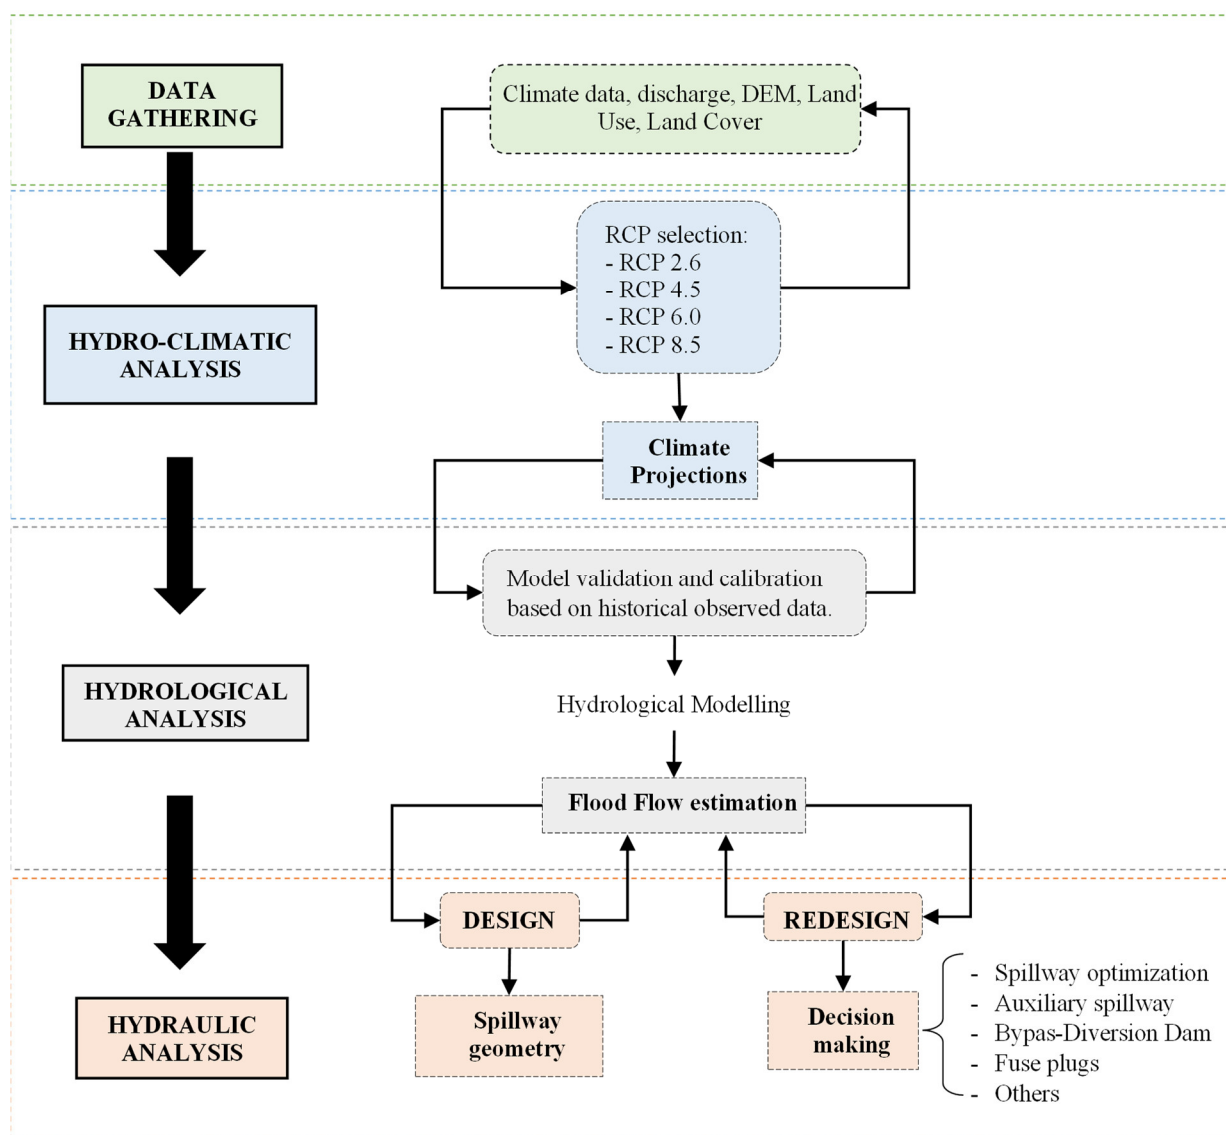 DATA
GATHERING
Climate data, discharge, DEM, Land
Use, Land Cover
HYDRO-CLIMATIC
ANALYSIS
RCP selection:
- RCP 2.6
- RCP 4.5
- RCP 6.0
- RCP 8.5
Climate
Projections
HYDROLOGICAL
ANALYSIS
Model validation and calibration
based on historical observed data.
Hydrological Modelling
Flood Flow estimation
HYDRAULIC
ANALYSIS
DESIGN
Spillway
geometry
REDESIGN
Decision
making
- Spillway optimization
- Auxiliary spillway
- Bypas-Diversion Dam
- Fuse plugs
- Others